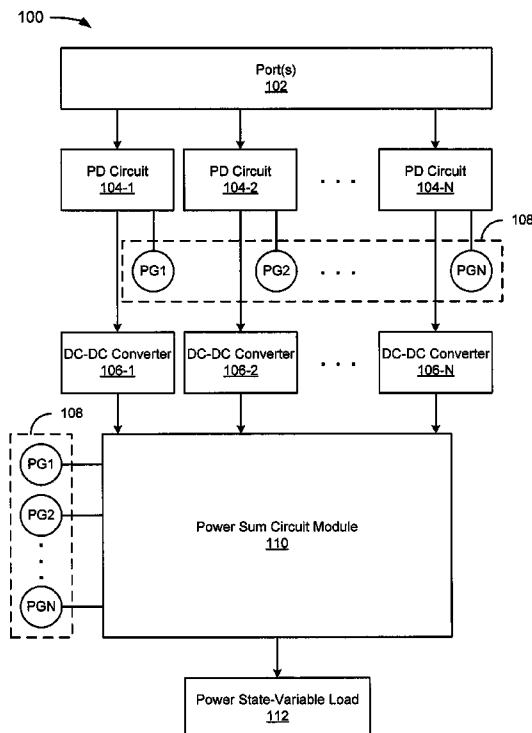 100
Port(s)
102
PD Circuit
104-1
PD Circuit
104-2
. . .
PD Circuit
104-N
108
PG1
PG2
. . .
PGN
DC-DC Converter
106-1
DC-DC Converter
106-2
. . .
DC-DC Converter
106-N
108
PG1
PG2
PGN
Power Sum Circuit Module
110
Power State-Variable Load
112